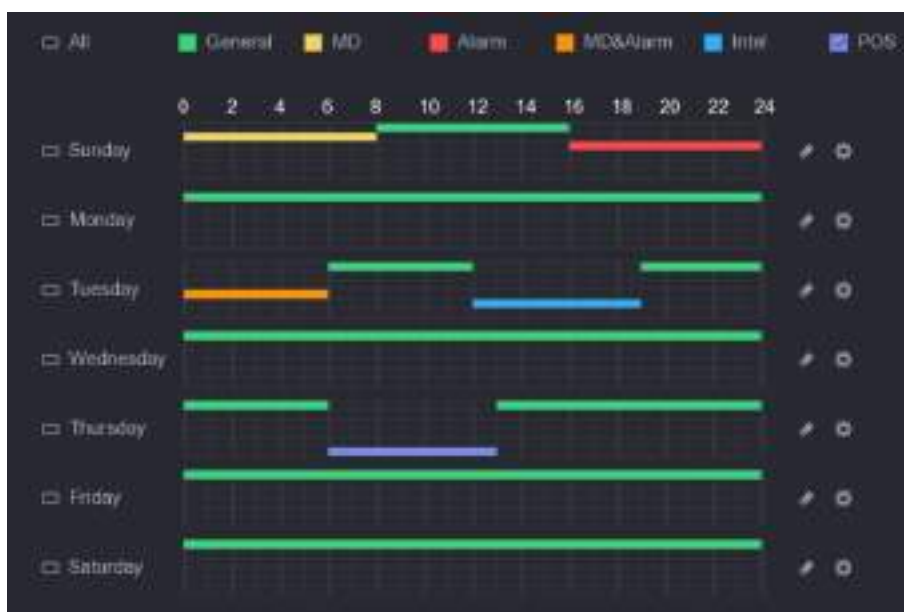 All General MD Alarm MD&Alarm Intel POS
0 2 4 6 8 10 12 14 16 18 20 22 24
Sunday
Monday
Tuesday
Wednesday
Thursday
Friday
Saturday